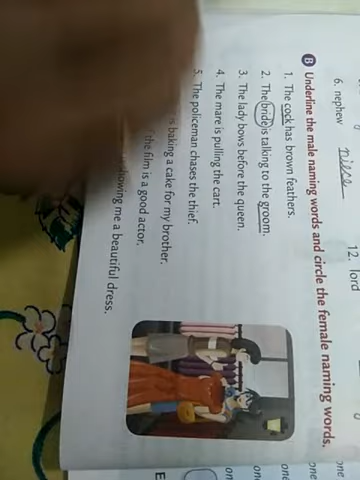 6. nephew niece
12. lord
B Underline the male naming words and circle the female naming words.
1. The cock has brown feathers.
2. The bride is talking to the groom.
3. The lady bows before the queen.
4. The mare is pulling the cart.
5. The policeman chases the thief.
is baking a cake for my brother.
the film is a good actor.
me a beautiful dress.